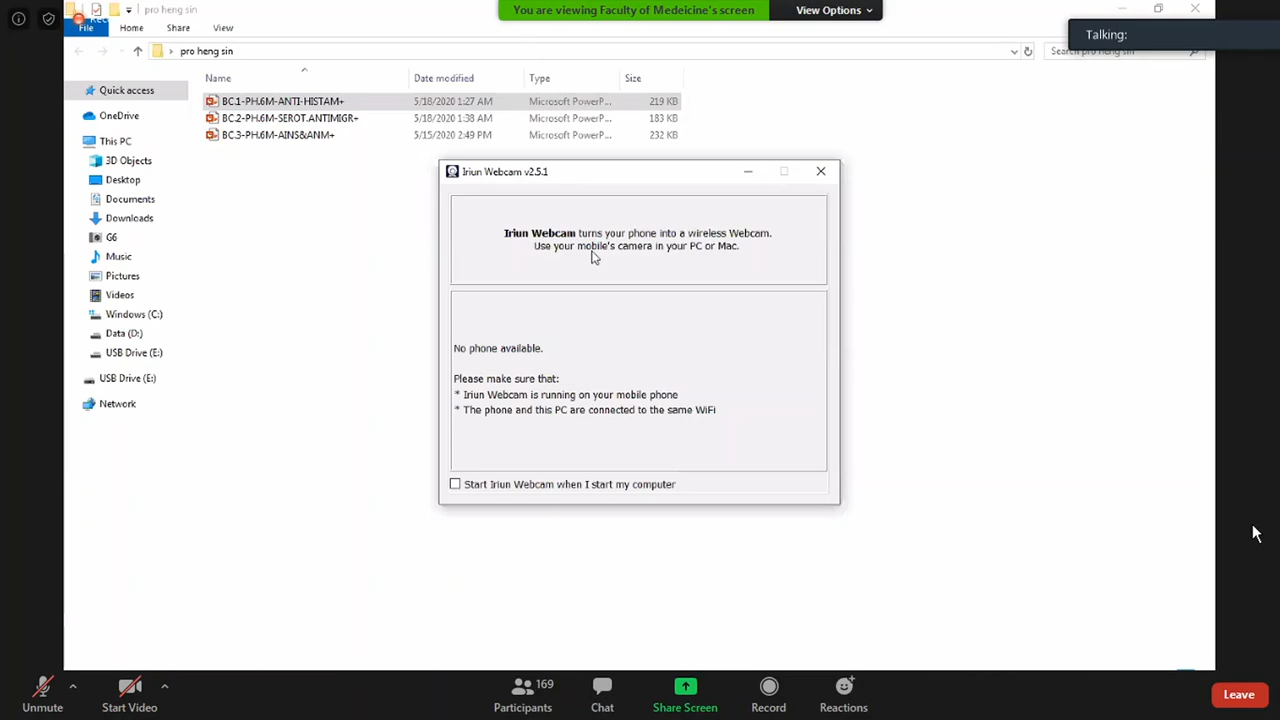 You are viewing Faculty of Medeicine's screen
View Options
pro heng sin
Talking:
File
Home
Share
View
pro heng sin
Search pro heng sin
Name
Date modified
Type
Size
BC.1-PH.6M-ANTI-HISTAM+
5/18/2020 1:27 AM
Microsoft PowerP...
219 KB
BC.2-PH.6M-SEROT.ANTIMIGR+
5/18/2020 1:38 AM
Microsoft PowerP...
183 KB
BC.3-PH.6M-AINS&ANM+
5/15/2020 2:49 PM
Microsoft PowerP...
232 KB
Quick access
OneDrive
This PC
3D Objects
Desktop
Documents
Downloads
G6
Music
Pictures
Videos
Windows (C:)
Data (D:)
USB Drive (E:)
USB Drive (E:)
Network
Iriun Webcam v2.5.1
Iriun Webcam turns your phone into a wireless Webcam.
Use your mobile's camera in your PC or Mac.
No phone available.
Please make sure that:
* Iriun Webcam is running on your mobile phone
* The phone and this PC are connected to the same WiFi
Start Iriun Webcam when I start my computer
Unmute
Start Video
169
Participants
Chat
Share Screen
Record
Reactions
Leave